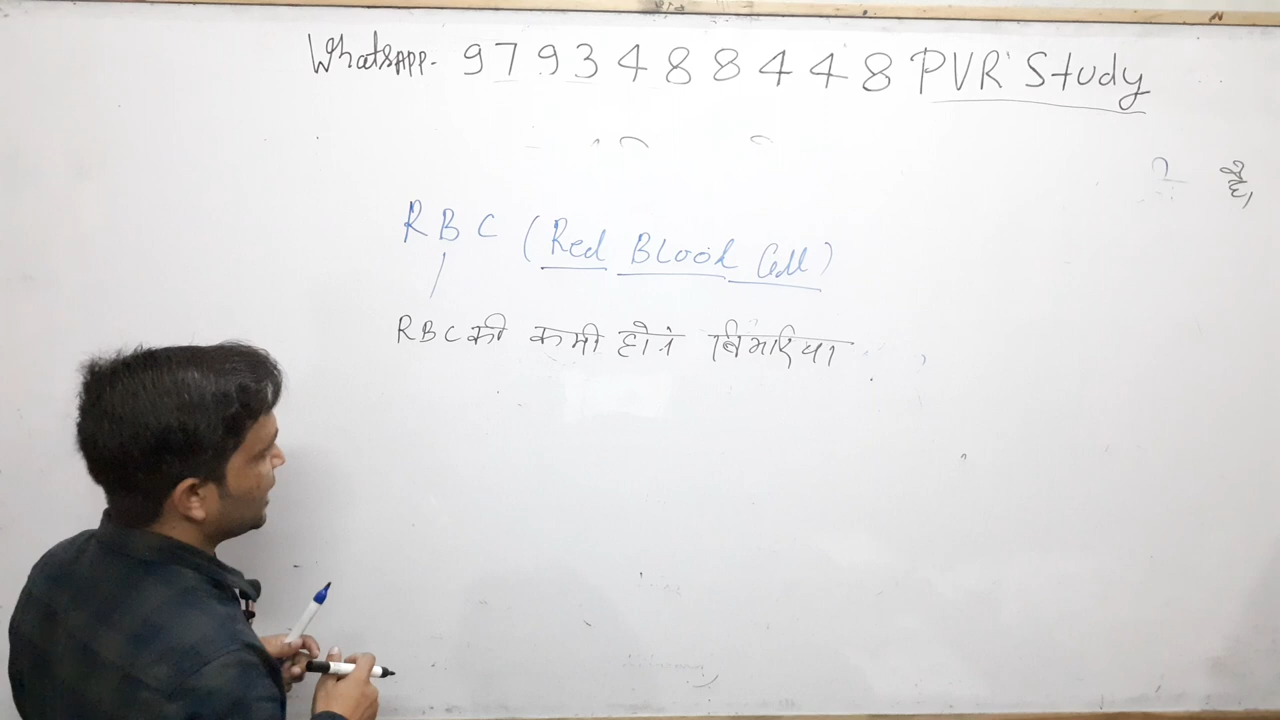 WhatsAPP- 9793488448 PVR Study
RBC (Red Blood Cell)
RBC की कमी होने बिमारिया